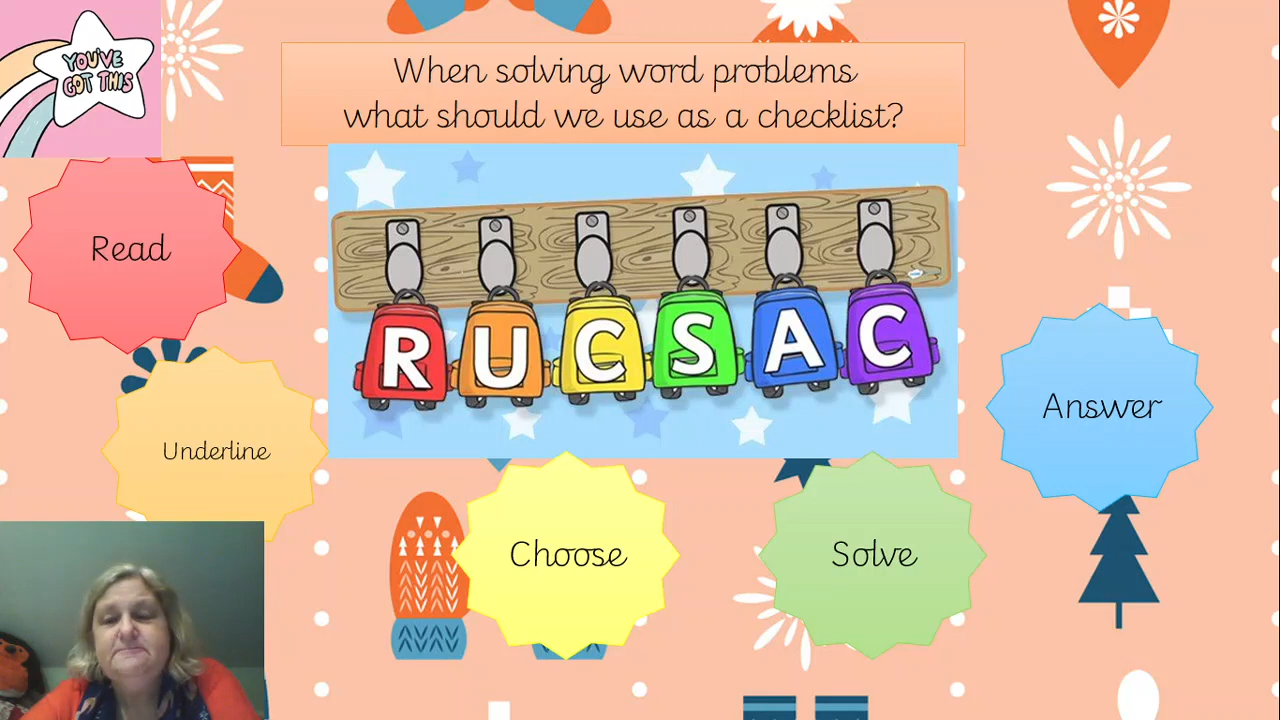 YOU'VE
GOT THIS
When solving word problems
what should we use as a checklist?
RUCSAC
Read
Underline
Choose
Solve
Answer